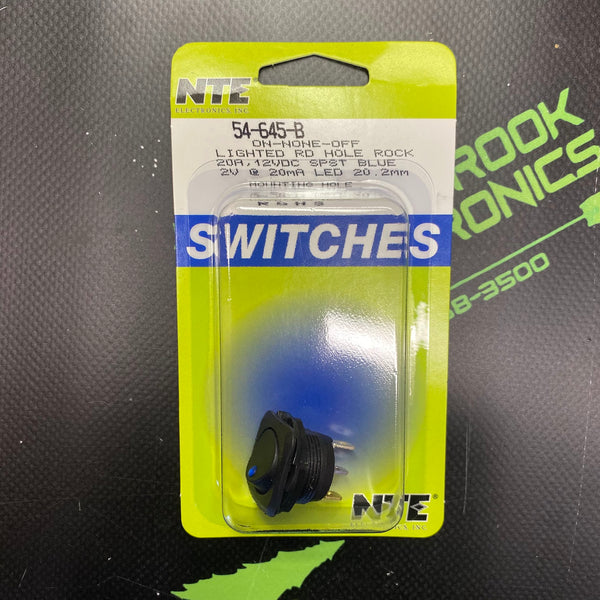 NTE
ELECTRONICS, INC.
54-645-B
ON-NONE-OFF
LIGHTED RD HOLE ROCK
20A,12VDC SPST BLUE
2V @ 20mA LED 20.2mm
MOUNTING HOLE
ROHS
SWITCHES
ROOK
RONICS
8-3500
NTE
ELECTRONICS, INC.